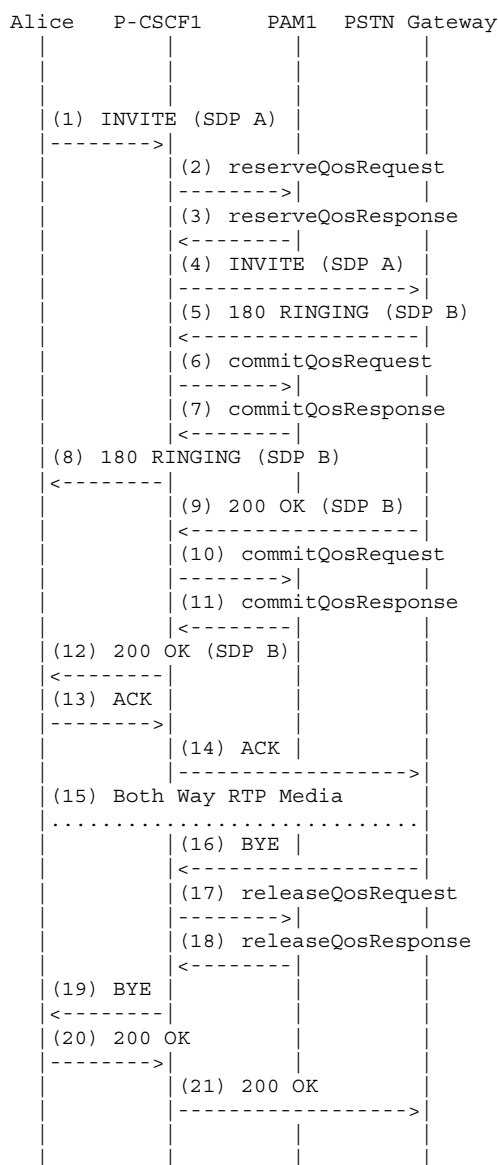 Alice P-CSCF1 PAM1 PSTN Gateway
(1) INVITE (SDP A)
(2) reserveQosRequest
(3) reserveQosResponse
(4) INVITE (SDP A)
(5) 180 RINGING (SDP B)
(6) commitQosRequest
(7) commitQosResponse
(8) 180 RINGING (SDP B)
(9) 200 OK (SDP B)
(10) commitQosRequest
(11) commitQosResponse
(12) 200 OK (SDP B)
(13) ACK
(14) ACK
(15) Both Way RTP Media
(16) BYE
(17) releaseQosRequest
(18) releaseQosResponse
(19) BYE
(20) 200 OK
(21) 200 OK